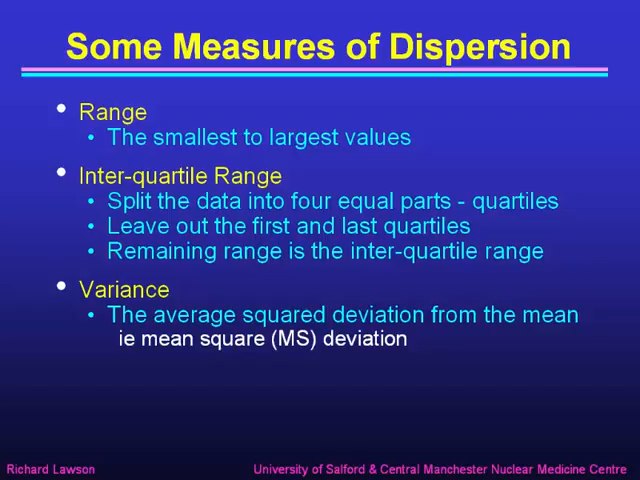 Some Measures of Dispersion
• Range
• The smallest to largest values
• Inter-quartile Range
• Split the data into four equal parts - quartiles
• Leave out the first and last quartiles
• Remaining range is the inter-quartile range
• Variance
• The average squared deviation from the mean
ie mean square (MS) deviation
Richard Lawson University of Salford & Central Manchester Nuclear Medicine Centre